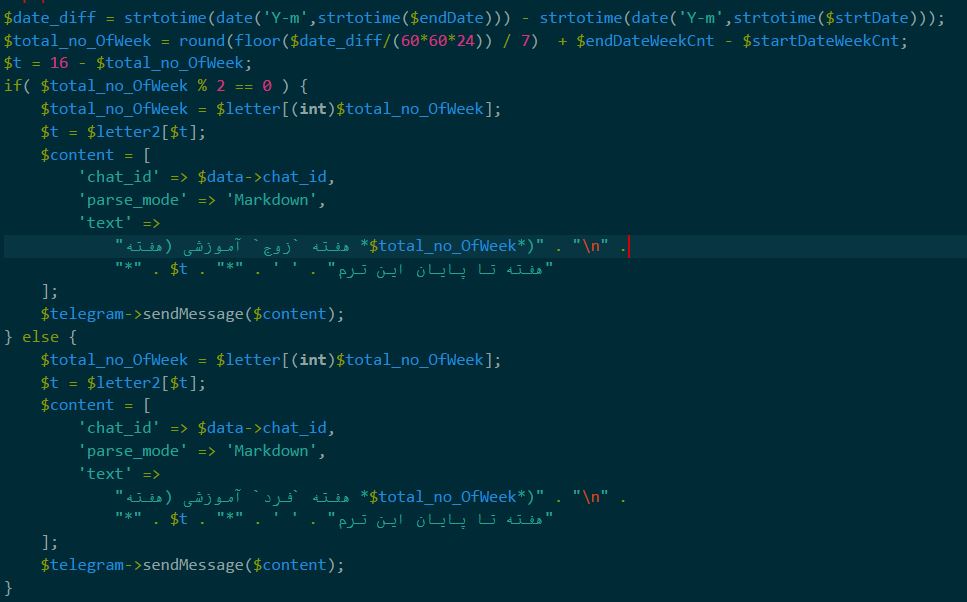 $date_diff = strtotime(date('Y-m',strtotime($endDate))) - strtotime(date('Y-m',strtotime($strtDate)));
$total_no_OfWeek = round(floor($date_diff/(60*60*24)) / 7)  + $endDateWeekCnt - $startDateWeekCnt;
$t = 16 - $total_no_OfWeek;
if( $total_no_OfWeek % 2 == 0 ) {
    $total_no_OfWeek = $letter[(int)$total_no_OfWeek];
    $t = $letter2[$t];
    $content = [
        'chat_id' => $data->chat_id,
        'parse_mode' => 'Markdown',
        'text' =>
            "هفته `زوج` آموزشی (هفته *$total_no_OfWeek*)" . "\n" .
            "*" . $t . "*" . ' ' . "هفته تا پایان این ترم"
    ];
    $telegram->sendMessage($content);
} else {
    $total_no_OfWeek = $letter[(int)$total_no_OfWeek];
    $t = $letter2[$t];
    $content = [
        'chat_id' => $data->chat_id,
        'parse_mode' => 'Markdown',
        'text' =>
            "هفته `فرد` آموزشی (هفته *$total_no_OfWeek*)" . "\n" .
            "*" . $t . "*" . ' ' . "هفته تا پایان این ترم"
    ];
    $telegram->sendMessage($content);
}